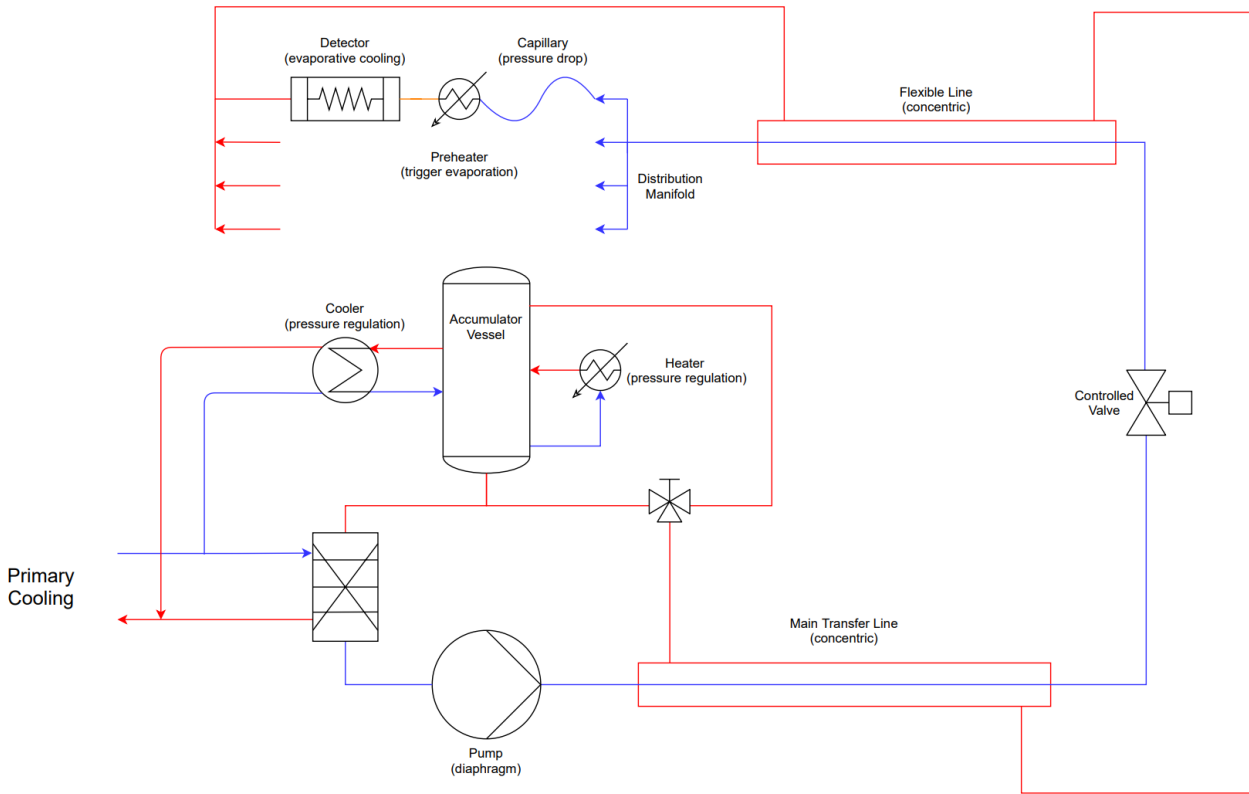 Detector
(evaporative cooling)
Capillary
(pressure drop)
Preheater
(trigger evaporation)
Flexible Line
(concentric)
Distribution
Manifold
Cooler
(pressure regulation)
Accumulator
Vessel
Heater
(pressure regulation)
Controlled
Valve
Primary
Cooling
Main Transfer Line
(concentric)
Pump
(diaphragm)